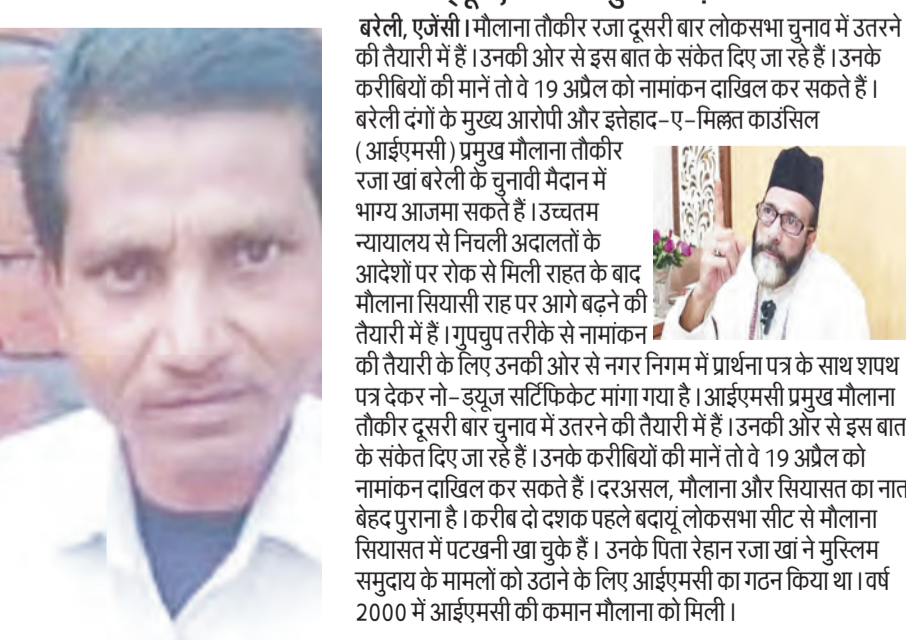 बरेली, एजेंसी। मौलाना तौकीर रजा दूसरी बार लोकसभा चुनाव में उतरने
की तैयारी में हैं। उनकी ओर से इस बात के संकेत दिए जा रहे हैं। उनके
करीबियों की मानें तो वे 19 अप्रैल को नामांकन दाखिल कर सकते हैं।
बरेली दंगों के मुख्य आरोपी और इत्तेहाद-ए-मिल्लत काउंसिल
(आईएमसी) प्रमुख मौलाना तौकीर
रजा खां बरेली के चुनावी मैदान में
भाग्य आजमा सकते हैं। उच्चतम
न्यायालय से निचली अदालतों के
आदेशों पर रोक से मिली राहत के बाद
मौलाना सियासी राह पर आगे बढ़ने की
तैयारी में हैं। गुपचुप तरीके से नामांकन
की तैयारी के लिए उनकी ओर से नगर निगम में प्रार्थना पत्र के साथ शपथ
पत्र देकर नो-ड्यूज सर्टिफिकेट मांगा गया है। आईएमसी प्रमुख मौलाना
तौकीर दूसरी बार चुनाव में उतरने की तैयारी में हैं। उनकी ओर से इस बात
के संकेत दिए जा रहे हैं। उनके करीबियों की मानें तो वे 19 अप्रैल को
नामांकन दाखिल कर सकते हैं। दरअसल, मौलाना और सियासत का नात
बेहद पुराना है। करीब दो दशक पहले बदायूं लोकसभा सीट से मौलाना
सियासत में पटखनी खा चुके हैं। उनके पिता रेहान रजा खां ने मुस्लिम
समुदाय के मामलों को उठाने के लिए आईएमसी का गठन किया था। वर्ष
2000 में आईएमसी की कमान मौलाना को मिली।